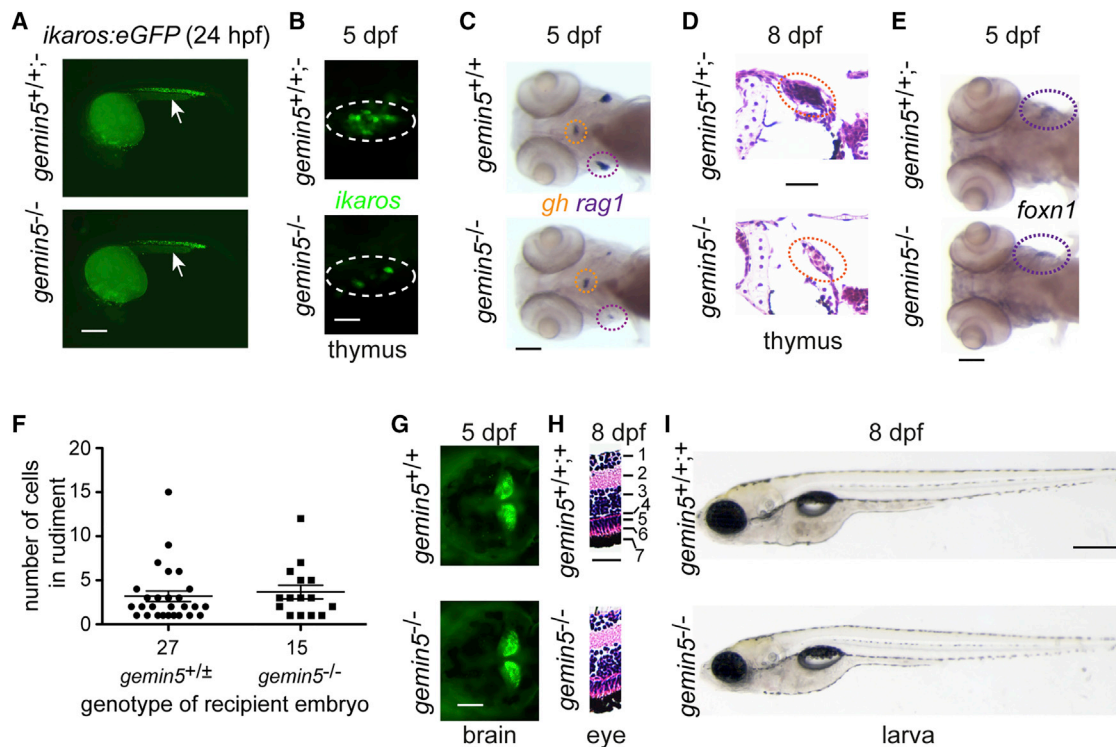 A
ikaros:eGFP (24 hpf)
gemin5+/+;-
gemin5-/-
B
5 dpf
gemin5+/+;-
ikaros
gemin5-/-
thymus
C
5 dpf
gemin5+/+
gh rag1
gemin5-/-
D
8 dpf
gemin5+/+;-
gemin5-/-
thymus
E
5 dpf
gemin5+/+;-
foxn1
gemin5-/-
F
number of cells
in rudiment
20
15
10
5
0
27
15
gemin5+/±
gemin5-/-
genotype of recipient embryo
G
5 dpf
gemin5+/+
gemin5-/-
brain
H
8 dpf
gemin5+/+;+
1
2
3
4
5
6
7
gemin5-/-
eye
I
8 dpf
gemin5+/+;+
gemin5-/-
larva